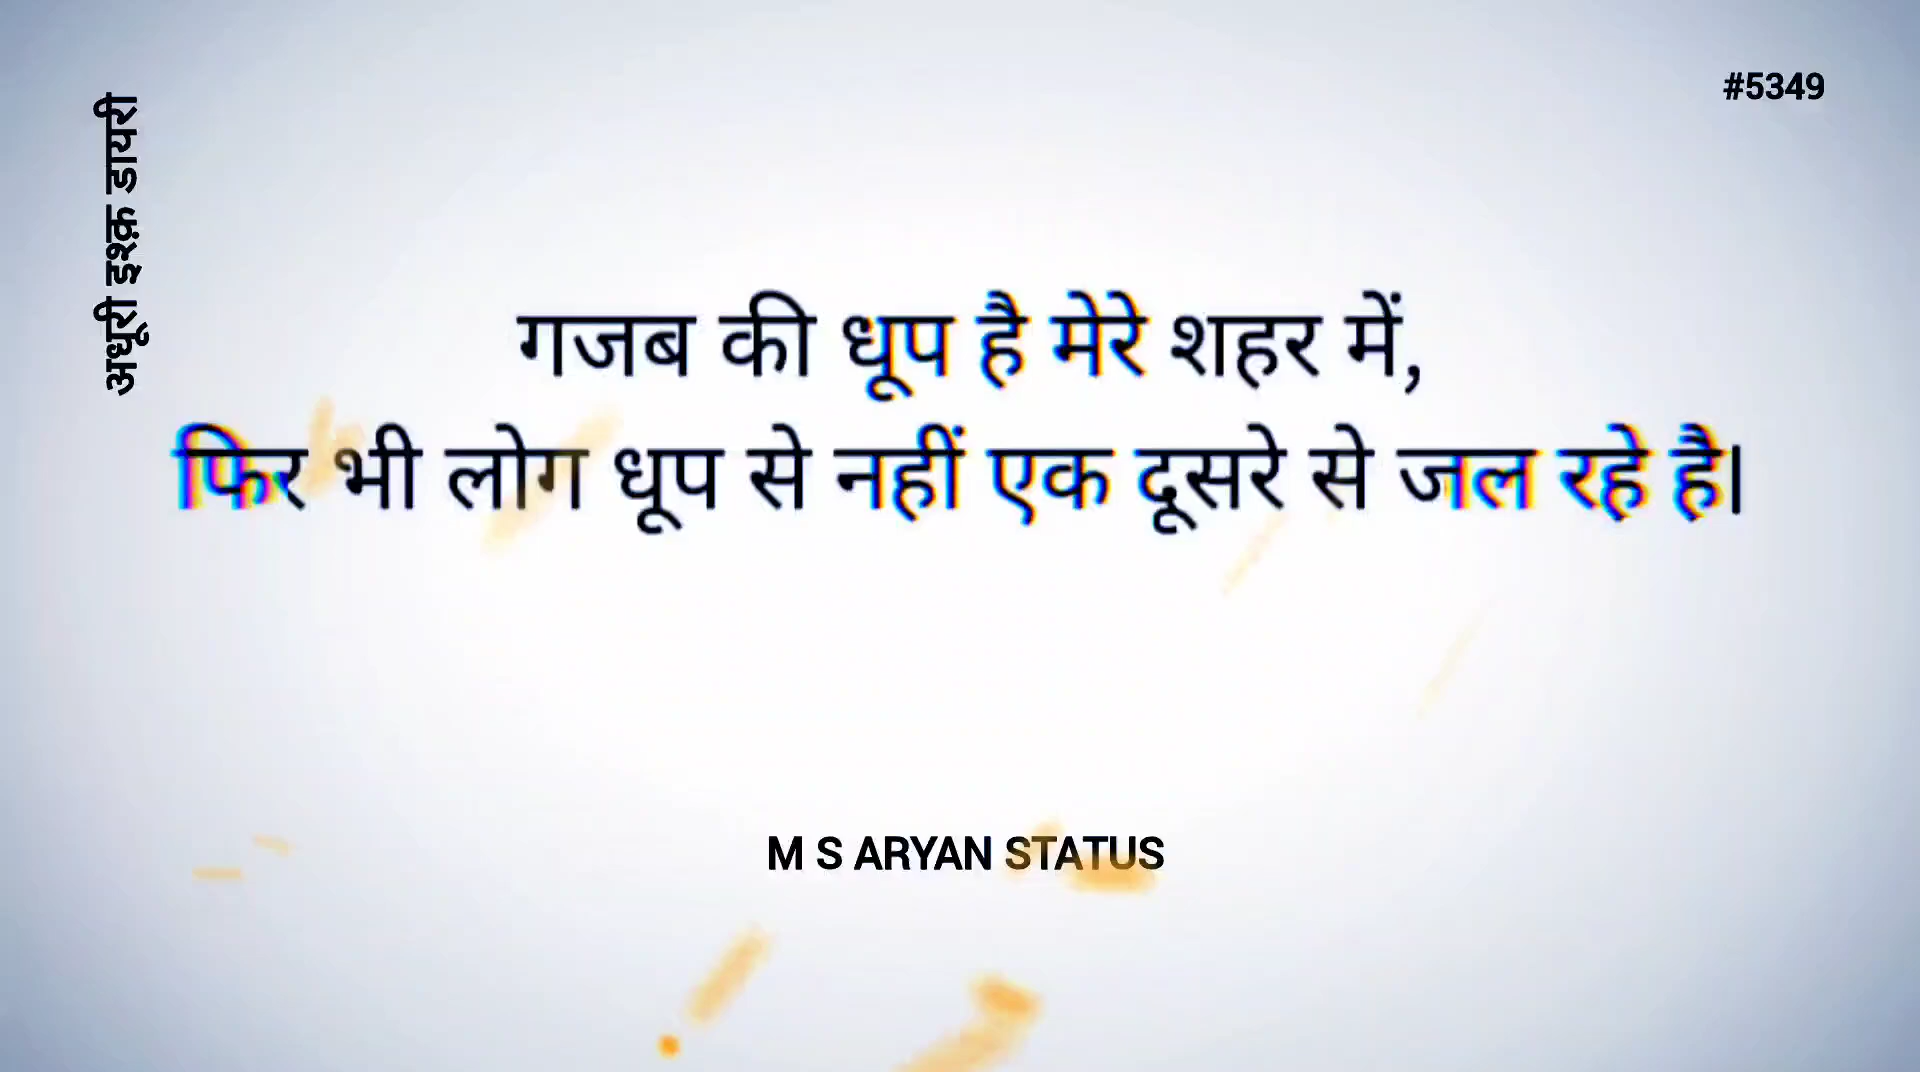 #5349
अधूरी इश्क़ डायरी
गजब की धूप है मेरे शहर में,
फिर भी लोग धूप से नहीं एक दूसरे से जल रहे है।
M S ARYAN STATUS